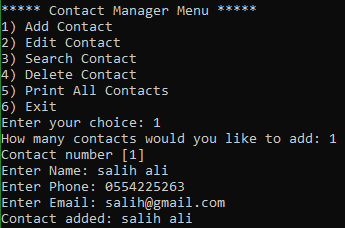 ***** Contact Manager Menu *****
1) Add Contact
2) Edit Contact
3) Search Contact
4) Delete Contact
5) Print All Contacts
6) Exit
Enter your choice: 1
How many contacts would you like to add: 1
Contact number [1]
Enter Name: salih ali
Enter Phone: 0554225263
Enter Email: salih@gmail.com
Contact added: salih ali